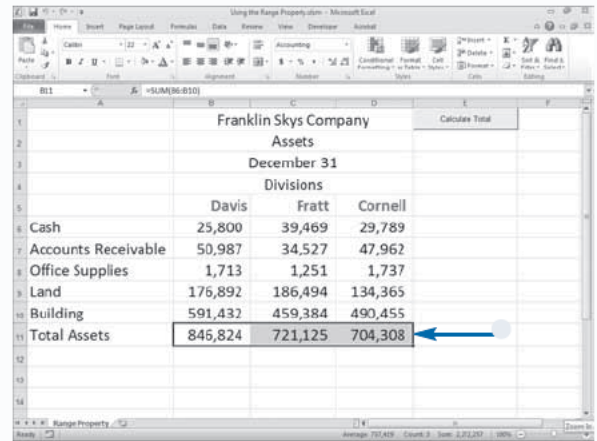 Using the Range Property.xlsm - Microsoft Excel
File Home Insert Page Layout Formulas Data Review View Developer Acrobat
Calibri 22 A A Accounting Insert
Paste B I U A $ % , Conditional Format Cell Delete Sort & Find &
Formatting as Table Styles Format Filter Select
Clipboard Font Alignment Number Styles Cells Editing
B11 fx =SUM(B6:B10)
A B C D E F
1 Franklin Skys Company Calculate Total
2 Assets
3 December 31
4 Divisions
5 Davis Fratt Cornell
6 Cash 25,800 39,469 29,789
7 Accounts Receivable 50,987 34,527 47,962
8 Office Supplies 1,713 1,251 1,737
9 Land 176,892 186,494 134,365
10 Building 591,432 459,384 490,455
11 Total Assets 846,824 721,125 704,308
12
13
14
Range Property
Ready Average: 757,419 Count: 3 Sum: 2,272,257 100% Zoom In